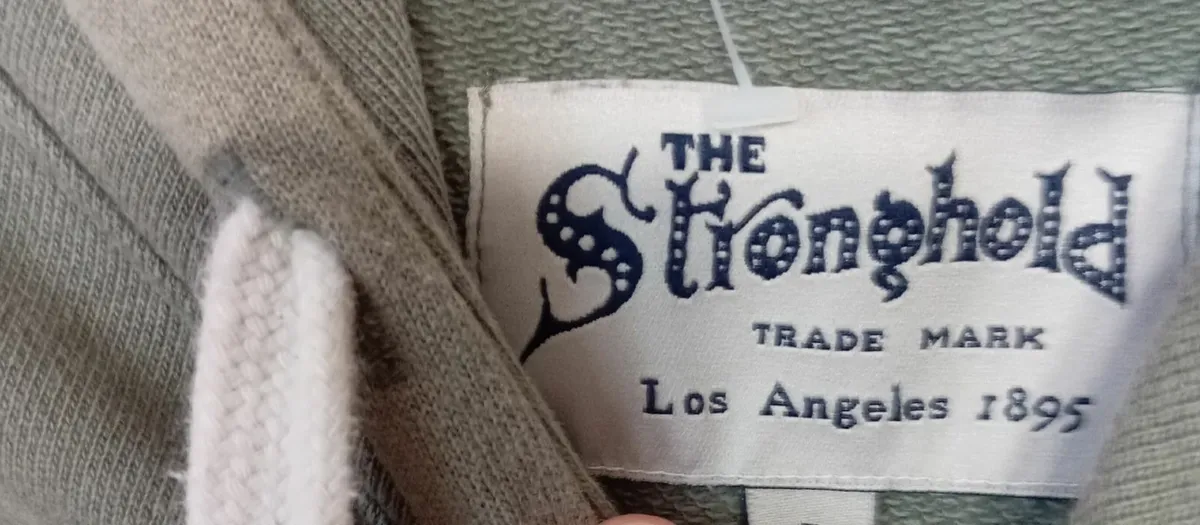 THE
Stronghold
TRADE MARK
Los Angeles 1895